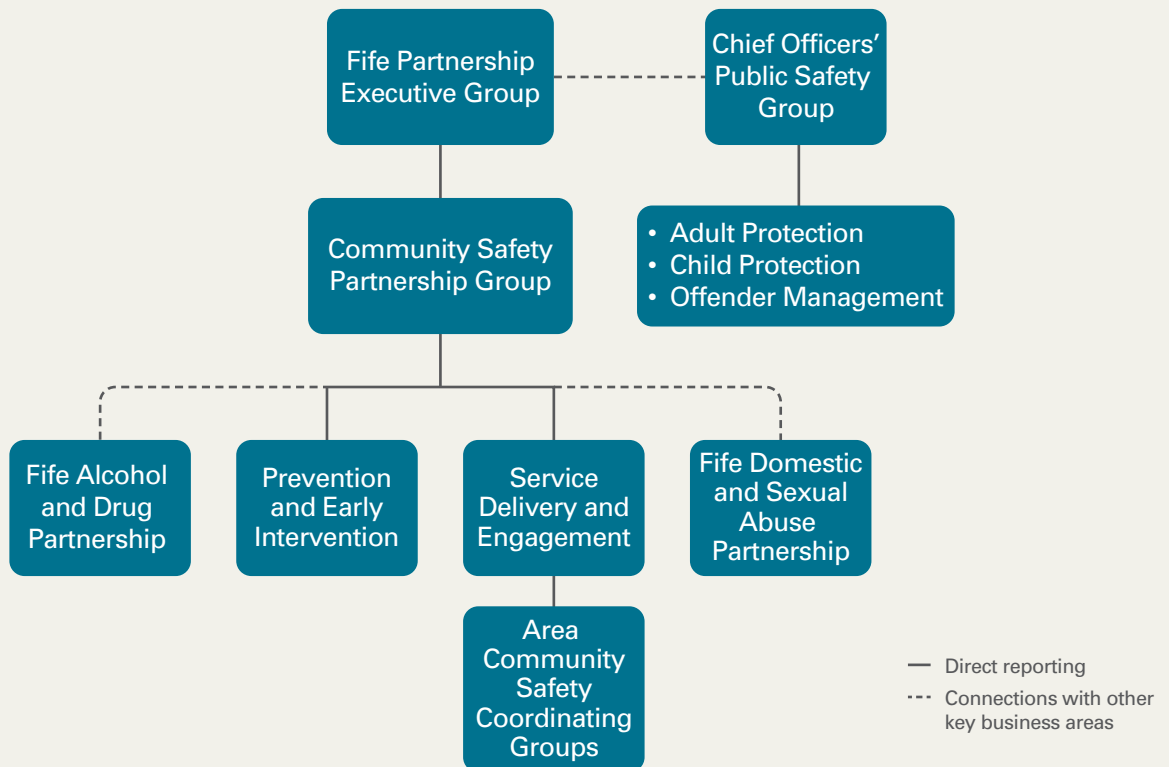 Fife Partnership
Executive Group
Chief Officers’
Public Safety
Group
Community Safety
Partnership Group
• Adult Protection
• Child Protection
• Offender Management
Fife Alcohol
and Drug
Partnership
Prevention
and Early
Intervention
Service
Delivery and
Engagement
Fife Domestic
and Sexual
Abuse
Partnership
Area
Community
Safety
Coordinating
Groups
Direct reporting
Connections with other
key business areas